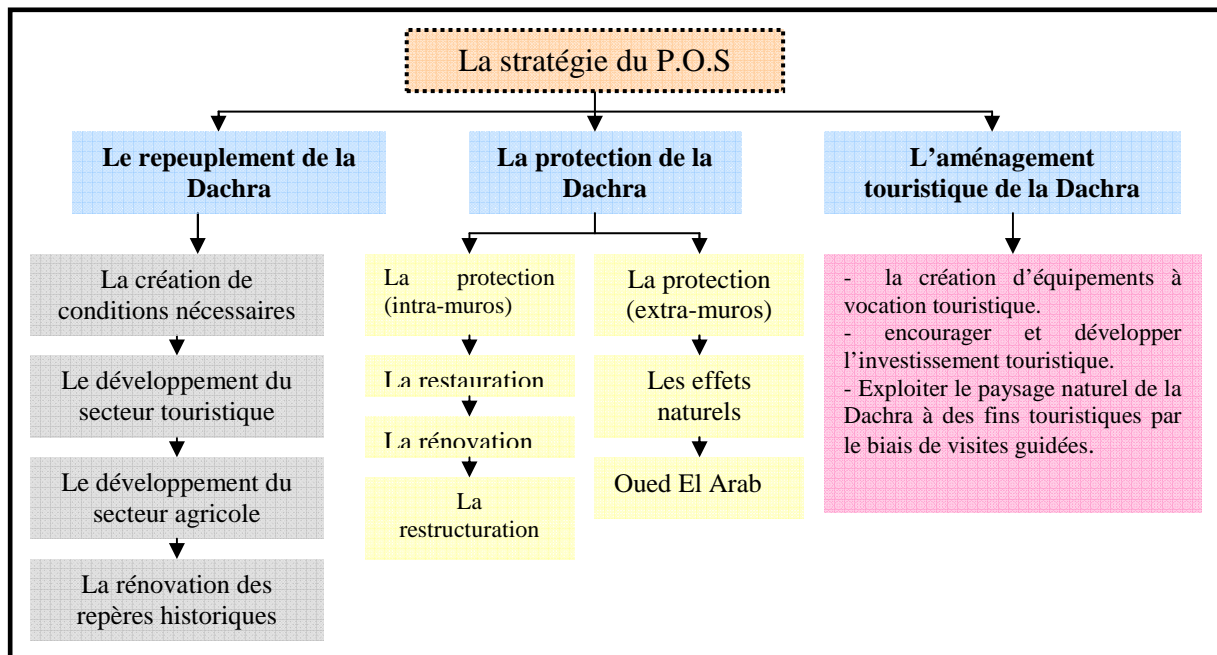 La stratégie du P.O.S
Le repeuplement de la
Dachra
La création de
conditions nécessaires
Le développement du
secteur touristique
Le développement du
secteur agricole
La rénovation des
repères historiques
La protection de la
Dachra
La protection
(intra-muros)
La restauration
La rénovation
La
restructuration
La protection
(extra-muros)
Les effets
naturels
Oued El Arab
L'aménagement
touristique de la Dachra
- la création d'équipements à
vocation touristique.
- encourager et développer
l'investissement touristique.
- Exploiter le paysage naturel de la
Dachra à des fins touristiques par
le biais de visites guidées.